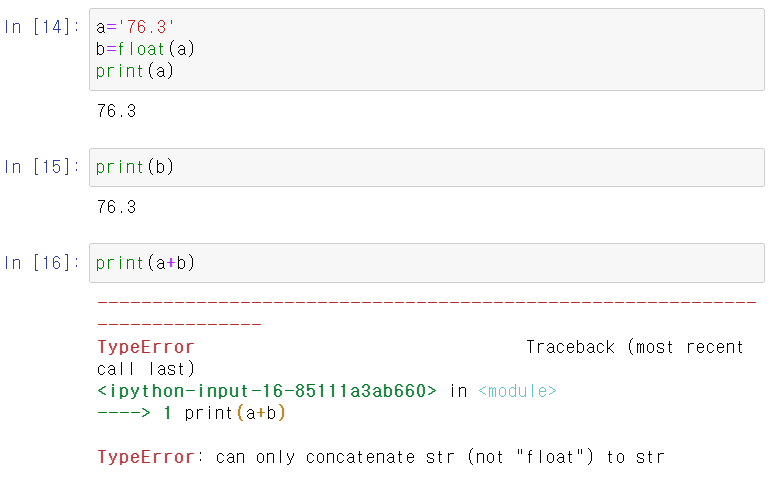 In [14]: a='76.3'
b=float(a)
print(a)
76.3
In [15]: print(b)
76.3
In [16]: print(a+b)
---------------------------------------------------------------------------
TypeError Traceback (most recent
call last)
<ipython-input-16-85111a3ab660> in <module>
----> 1 print(a+b)
TypeError: can only concatenate str (not "float") to str